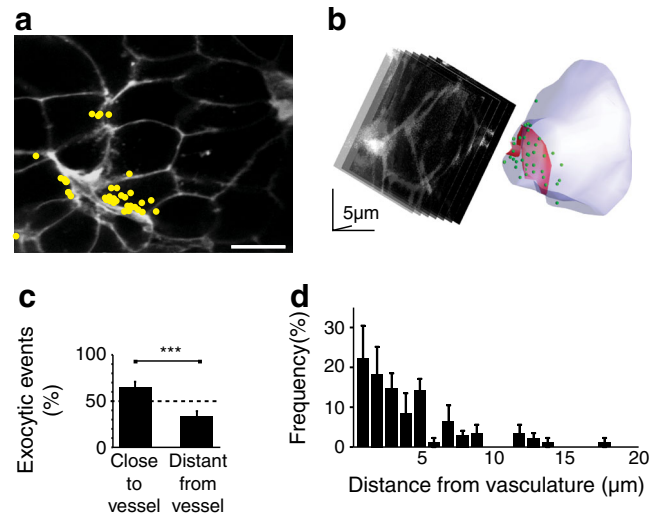 a
b
5µm
c
Exocytic events
(%)
100
50
0
***
Close
to
vessel
Distant
from
vessel
d
Frequency(%)
30
20
10
0
5
10
15
20
Distance from vasculature (µm)